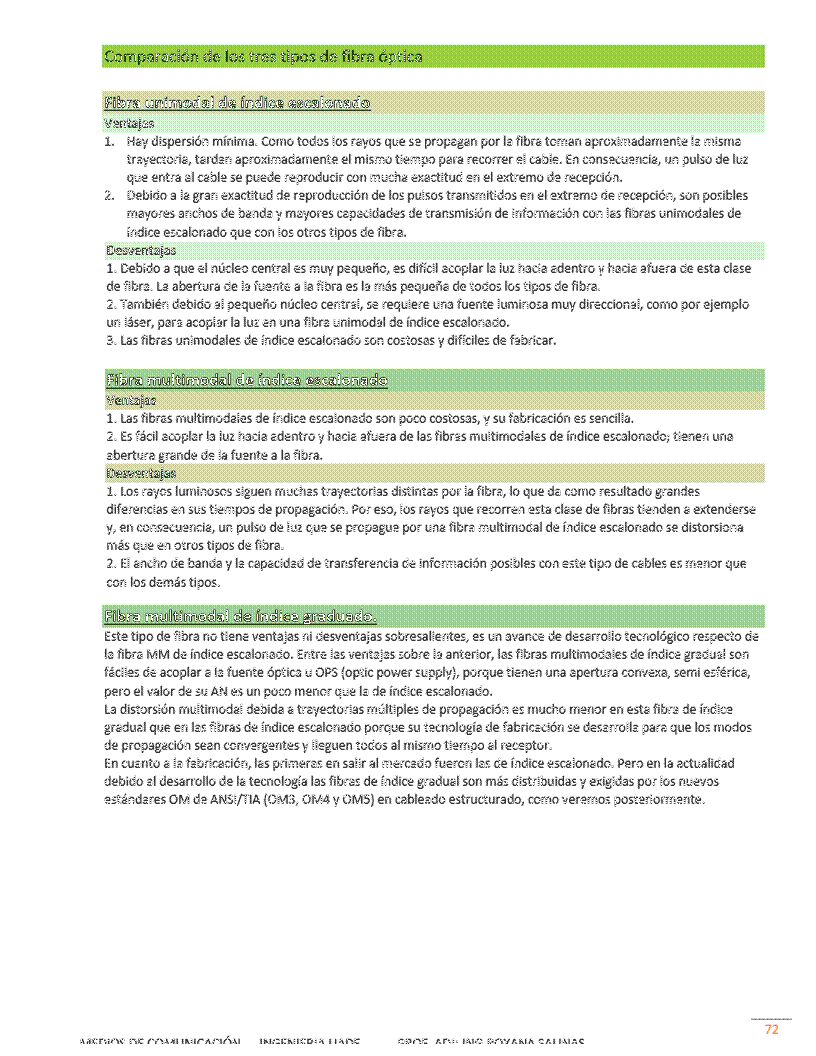 Comparación de los tres tipos de fibra óptica
Fibra unimodal de índice escalonado
Ventajas
1. Hay dispersión mínima. Como todos los rayos que se propagan por la fibra toman aproximadamente la misma
trayectoria, tardan aproximadamente el mismo tiempo para recorrer el cable. En consecuencia, un pulso de luz
que entra al cable se puede reproducir con mucha exactitud en el extremo de recepción.
2. Debido a la gran exactitud de reproducción de los pulsos transmitidos en el extremo de recepción, son posibles
mayores anchos de banda y mayores capacidades de transmisión de información con las fibras unimodales de
índice escalonado que con los otros tipos de fibra.
Desventajas
1. Debido a que el núcleo central es muy pequeño, es difícil acoplar la luz hacia adentro y hacia afuera de esta clase
de fibra. La abertura de la fuente a la fibra es la más pequeña de todos los tipos de fibra.
2. También debido al pequeño núcleo central, se requiere una fuente luminosa muy direccional, como por ejemplo
un láser, para acoplar la luz en una fibra unimodal de índice escalonado.
3. Las fibras unimodales de índice escalonado son costosas y difíciles de fabricar.
Fibra multimodal de índice escalonado
Ventajas
1. Las fibras multimodales de índice escalonado son poco costosas, y su fabricación es sencilla.
2. Es fácil acoplar la luz hacia adentro y hacia afuera de las fibras multimodales de índice escalonado; tienen una
abertura grande de la fuente a la fibra.
Desventajas
1. Los rayos luminosos siguen muchas trayectorias distintas por la fibra, lo que da como resultado grandes
diferencias en sus tiempos de propagación. Por eso, los rayos que recorren esta clase de fibras tienden a extenderse
y, en consecuencia, un pulso de luz que se propague por una fibra multimodal de índice escalonado se distorsiona
más que en otros tipos de fibra.
2. El ancho de banda y la capacidad de transferencia de información posibles con este tipo de cables es menor que
con los demás tipos.
Fibra multimodal de índice graduado.
Este tipo de fibra no tiene ventajas ni desventajas sobresalientes, es un avance de desarrollo tecnológico respecto de
la fibra MM de índice escalonado. Entre las ventajas sobre la anterior, las fibras multimodales de índice gradual son
fáciles de acoplar a la fuente óptica u OPS (optic power supply), porque tienen una apertura convexa, semi esférica,
pero el valor de su AN es un poco menor que la de índice escalonado.
La distorsión multimodal debida a trayectorias múltiples de propagación es mucho menor en esta fibra de índice
gradual que en las fibras de índice escalonado porque su tecnología de fabricación se desarrolla para que los modos
de propagación sean convergentes y lleguen todos al mismo tiempo al receptor.
En cuanto a la fabricación, las primeras en salir al mercado fueron las de índice escalonado. Pero en la actualidad
debido al desarrollo de la tecnología las fibras de índice gradual son más distribuidas y exigidas por los nuevos
estándares OM de ANSI/TIA (OM3, OM4 y OM5) en cableado estructurado, como veremos posteriormente.
72
MEDIOS DE COMUNICACIÓN INGENIERIA UADE PROF. ADJ: ING ROXANA SALINAS